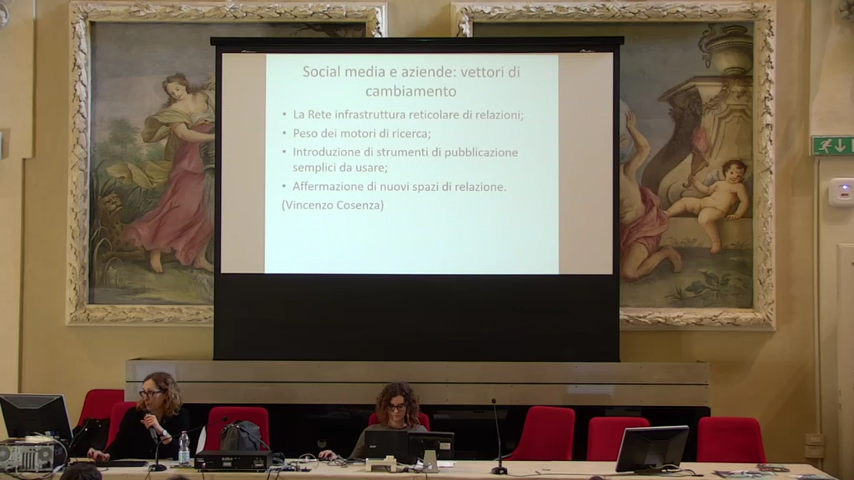 Social media e aziende: vettori di
cambiamento
• La Rete infrastruttura reticolare di relazioni;
• Peso dei motori di ricerca;
• Introduzione di strumenti di pubblicazione
semplici da usare;
• Affermazione di nuovi spazi di relazione.
(Vincenzo Cosenza)